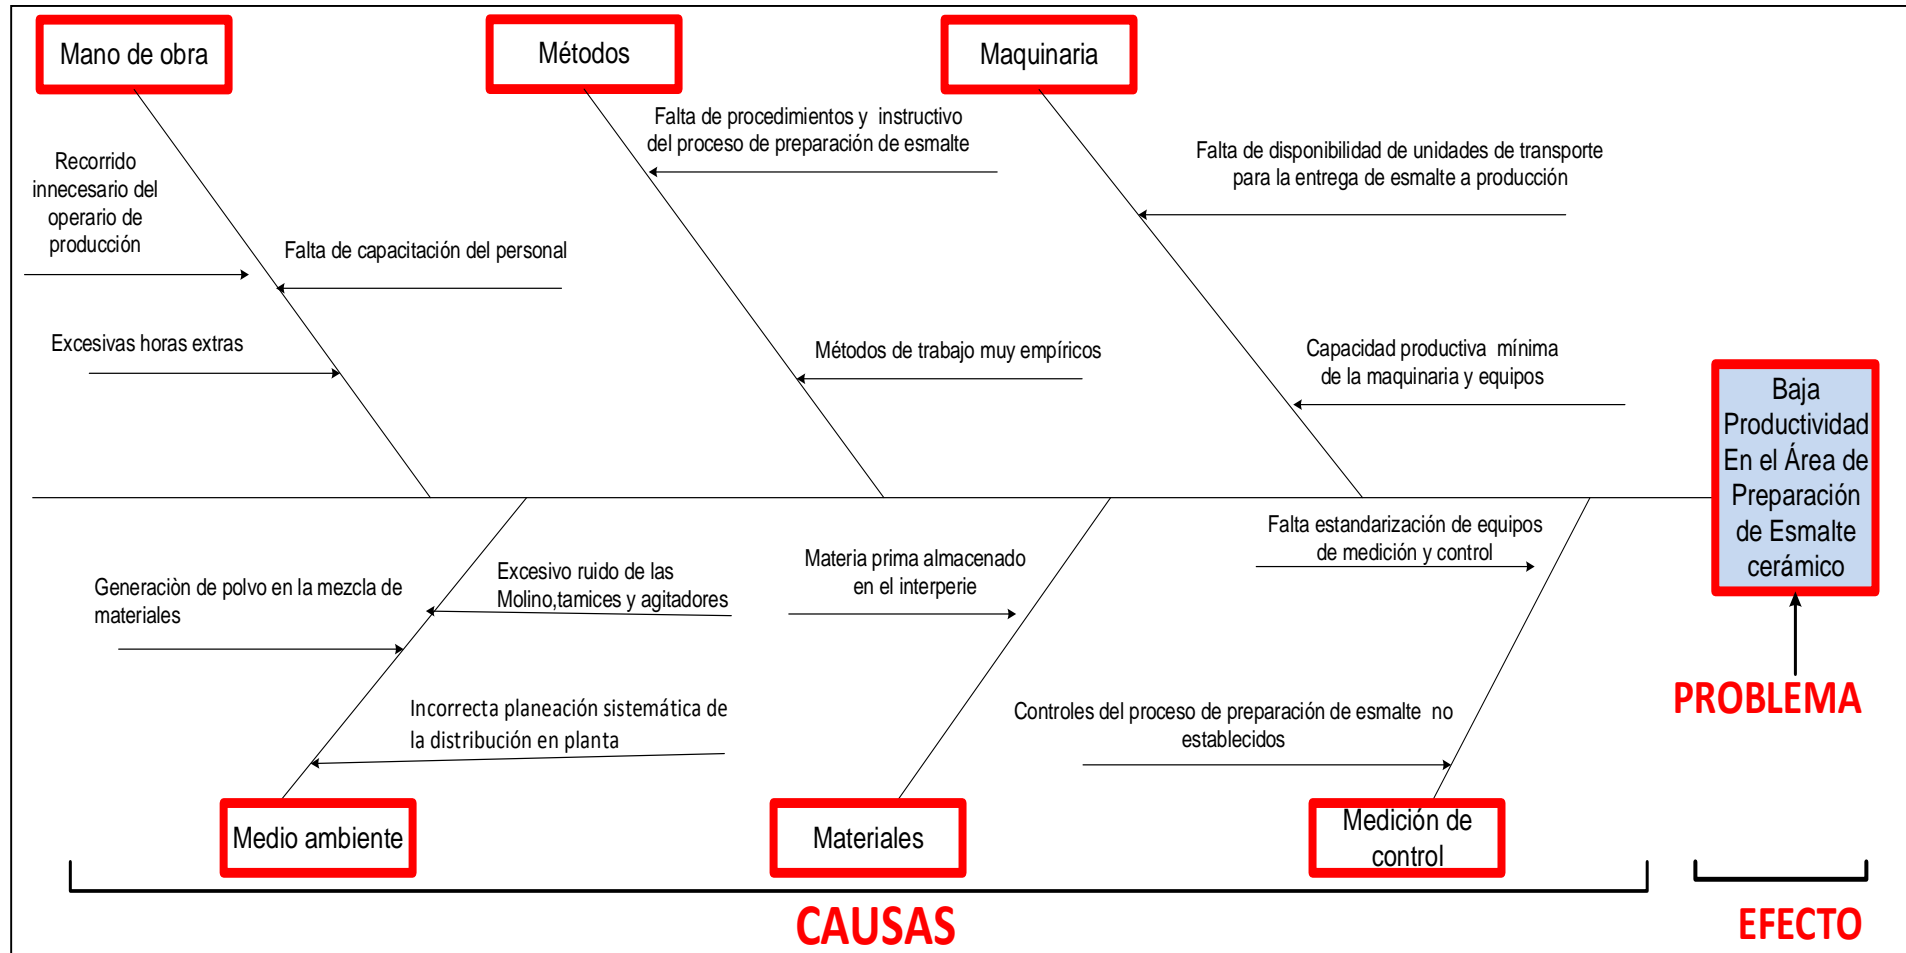 Mano de obra
Métodos
Maquinaria
Falta de procedimientos y instructivo
del proceso de preparación de esmalte
Recorrido
innecesario del
operario de
producción
Falta de disponibilidad de unidades de transporte
para la entrega de esmalte a producción
Falta de capacitación del personal
Excesivas horas extras
Métodos de trabajo muy empíricos
Capacidad productiva mínima
de la maquinaria y equipos
Baja
Productividad
En el Área de
Preparación
de Esmalte
cerámico
Generaciòn de polvo en la mezcla de
materiales
Excesivo ruido de las
Molino,tamices y agitadores
Materia prima almacenado
en el interperie
Falta estandarización de equipos
de medición y control
Incorrecta planeación sistemática de
la distribución en planta
Controles del proceso de preparación de esmalte no
establecidos
PROBLEMA
Medio ambiente
Materiales
Medición de
control
CAUSAS
EFECTO